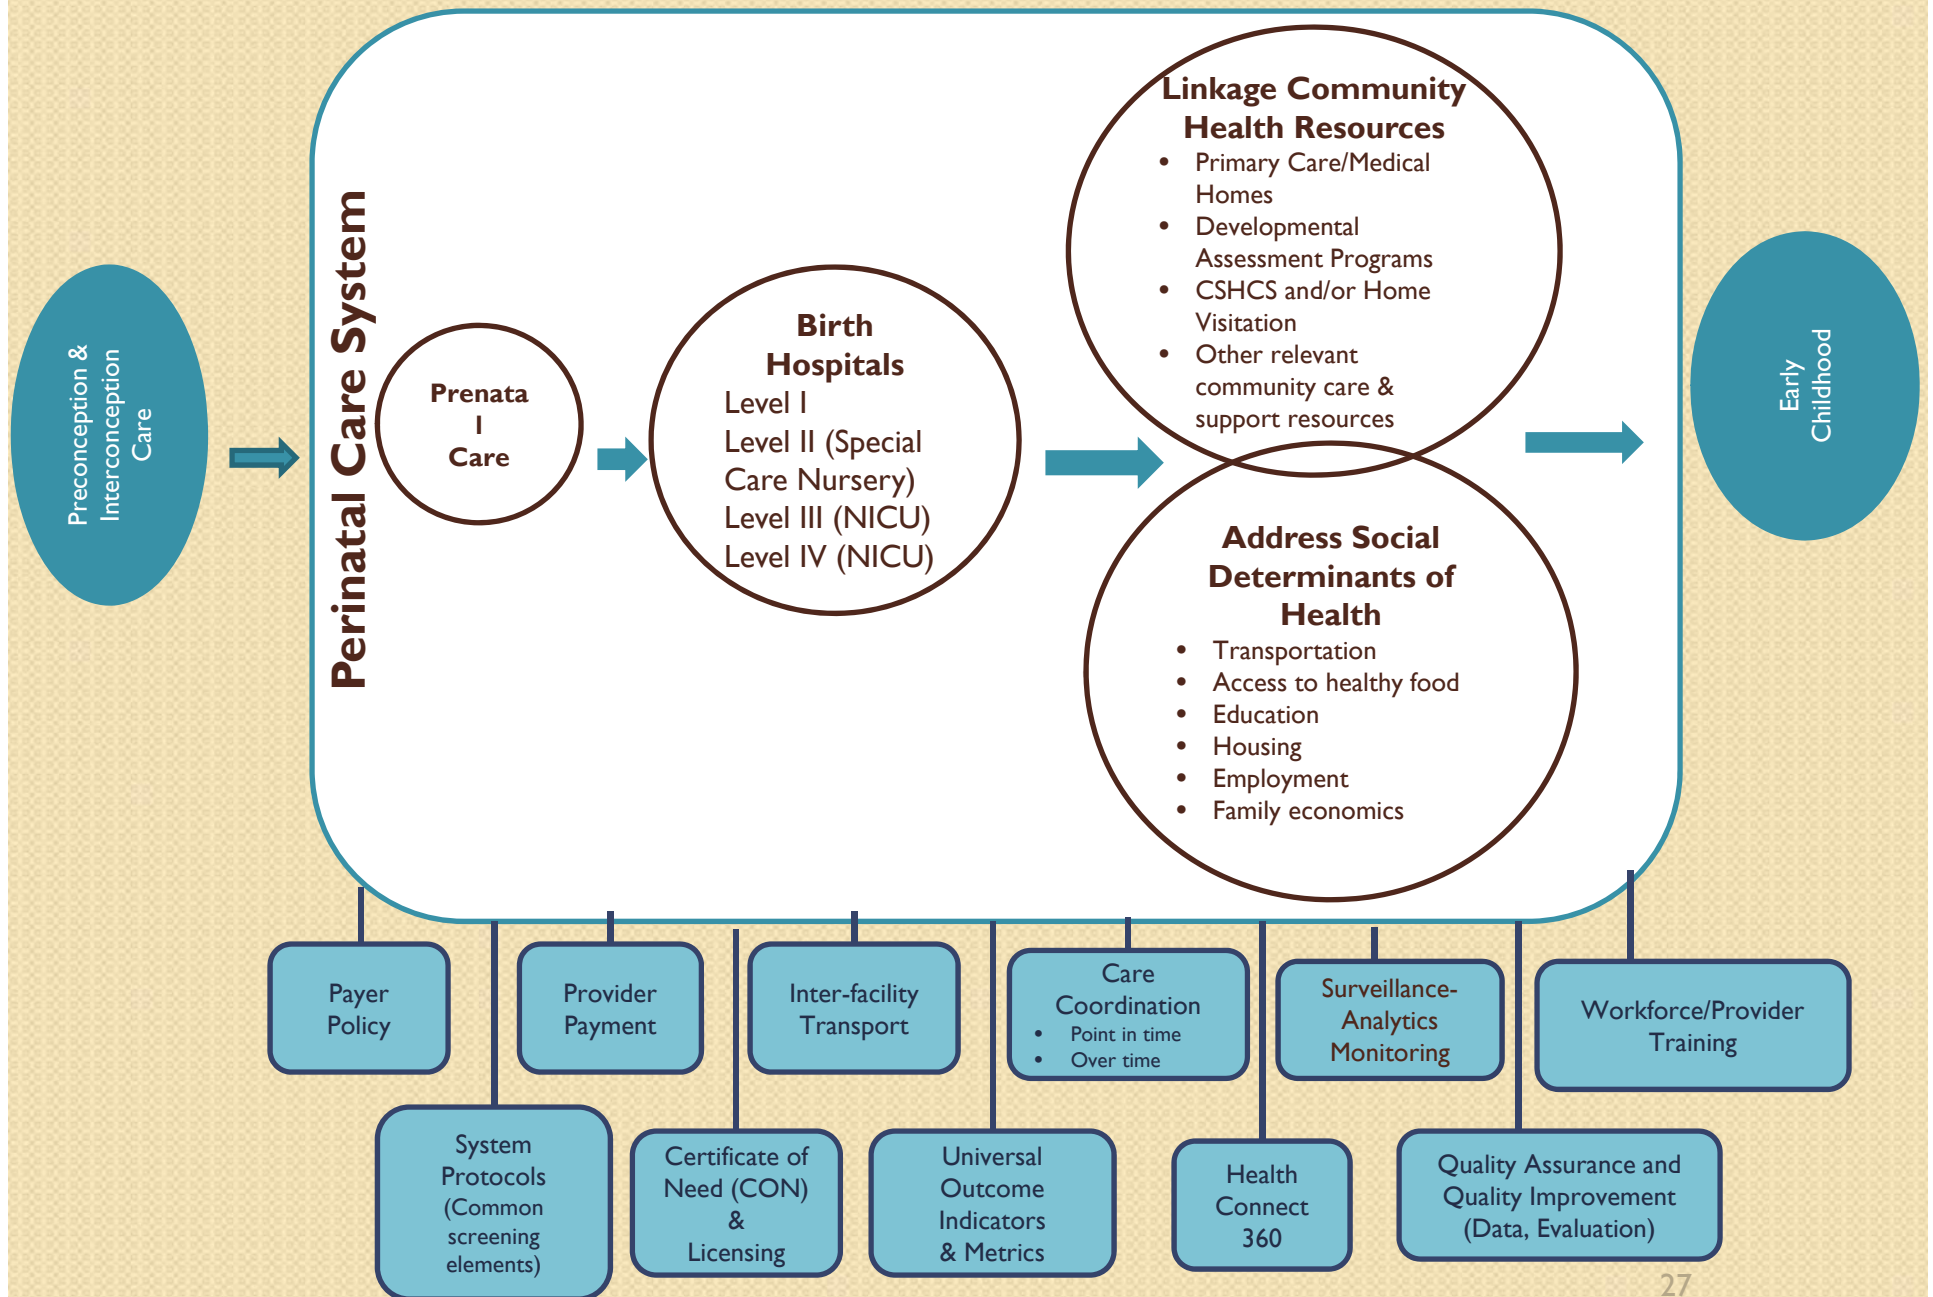 Preconception &
Interconception
Care
Perinatal Care System
Prenata
l
Care
Birth
Hospitals
Level I
Level II (Special
Care Nursery)
Level III (NICU)
Level IV (NICU)
Linkage Community
Health Resources
• Primary Care/Medical
Homes
• Developmental
Assessment Programs
• CSHCS and/or Home
Visitation
• Other relevant
community care &
support resources
Address Social
Determinants of
Health
• Transportation
• Access to healthy food
• Education
• Housing
• Employment
• Family economics
Early
Childhood
Payer
Policy
Provider
Payment
Inter-facility
Transport
Care
Coordination
• Point in time
• Over time
Surveillance-
Analytics
Monitoring
Workforce/Provider
Training
System
Protocols
(Common
screening
elements)
Certificate of
Need (CON)
&
Licensing
Universal
Outcome
Indicators
& Metrics
Health
Connect
360
Quality Assurance and
Quality Improvement
(Data, Evaluation)
27